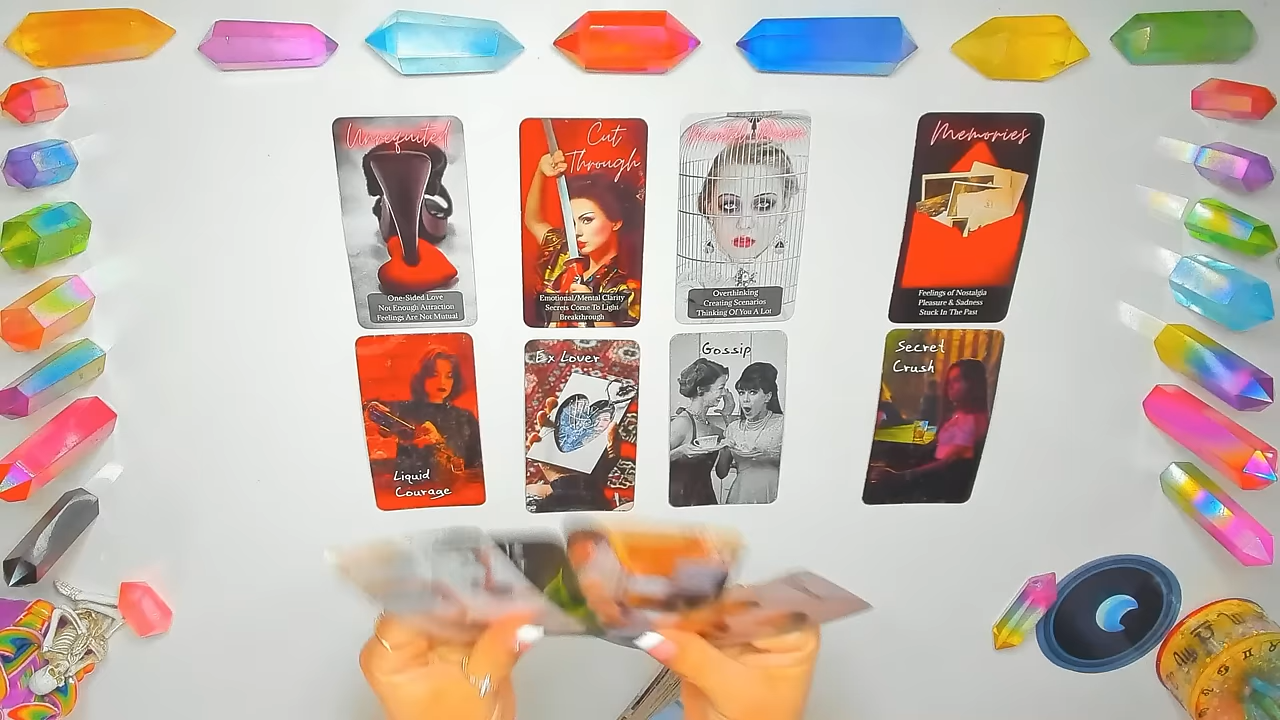 Unrequited
One-Sided Love
Not Enough Attraction
Feelings Are Not Mutual
Cut
Through
Emotional/Mental Clarity
Secrets Come To Light
Breakthrough
Overthinking
Creating Scenarios
Thinking Of You A Lot
Memories
Feelings of Nostalgia
Pleasure & Sadness
Stuck In The Past
Liquid
Courage
Ex Lover
Gossip
Secret
Crush